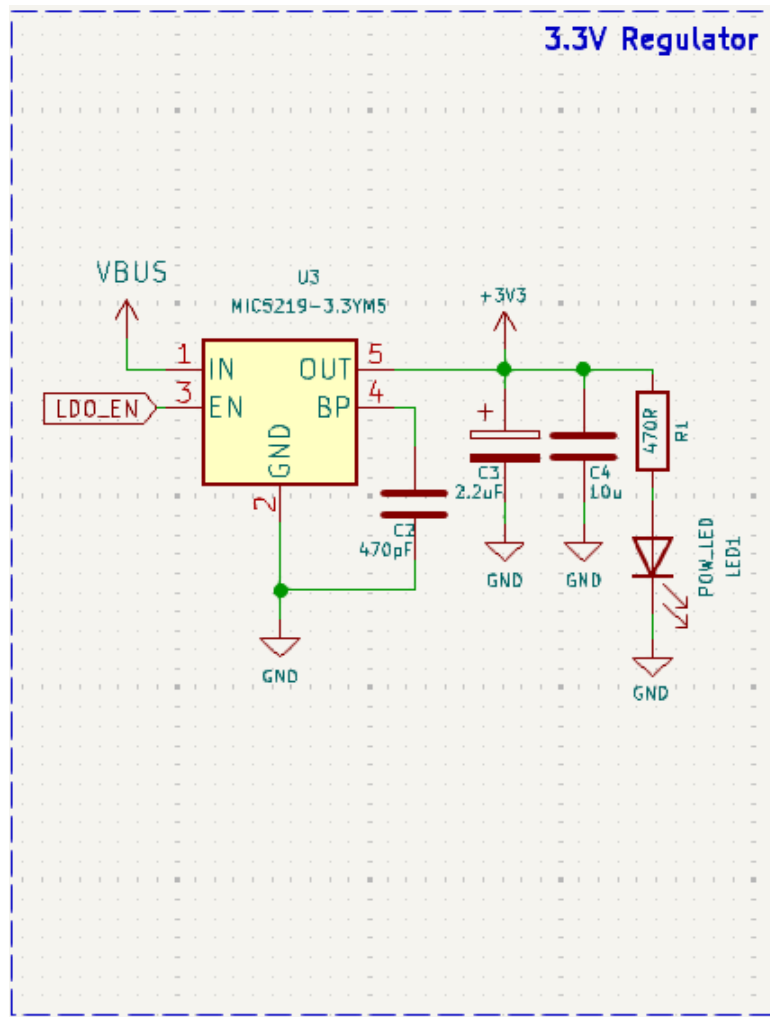 3.3V Regulator
VBUS
U3
MIC5219-3.3YM5
+3V3
1
IN
OUT
5
LDO_EN
3
EN
BP
4
GND
2
+
C2
470pF
C3
2.2uF
C4
10u
470R
R1
POW_LED
LED1
GND
GND
GND
GND